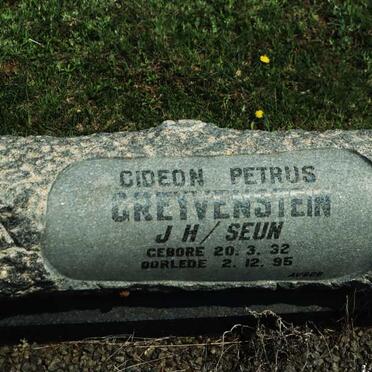 GIDEON PETRUS
GREYVENSTEIN
J H/SEUN
GEBORE 20.3.32
OORLEDE 2.12.95